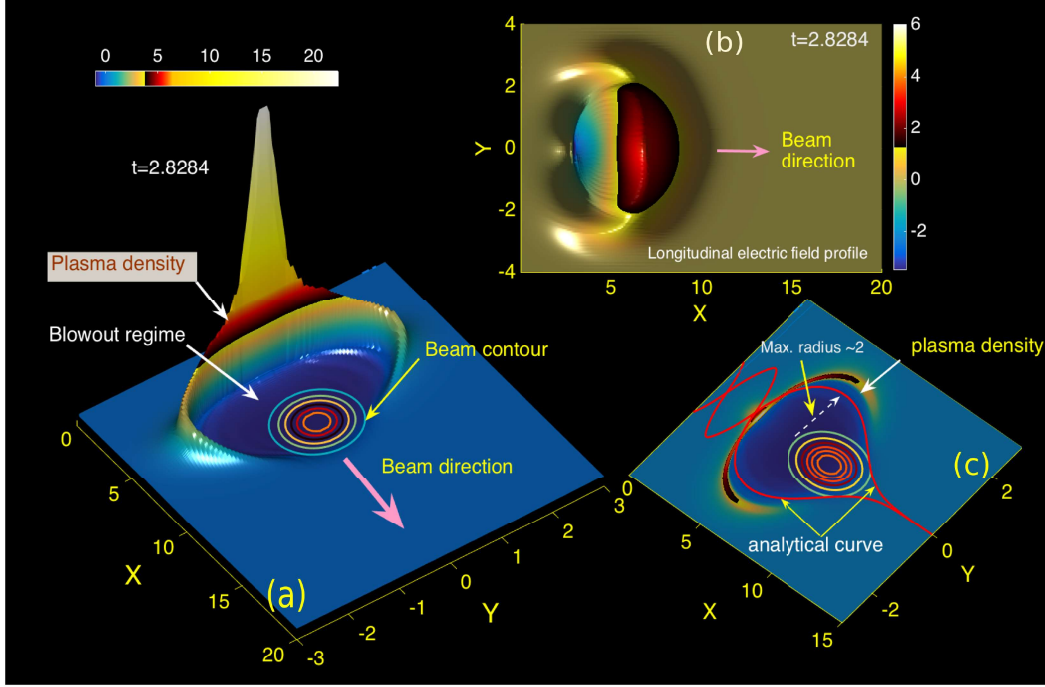 0 5 10 15 20
t=2.8284
Plasma density
Blowout regime
Beam contour
Beam direction
0
5
10
15
20
X
-3
-2
-1
0
1
2
3
Y
(a)
4
2
0
-2
-4
Y
5 10 15 20
X
(b)
t=2.8284
Beam
direction
Longitudinal electric field profile
6
4
2
0
-2
Max. radius ~2
plasma density
analytical curve
(c)
0
5
10
15
X
-2
0
2
Y